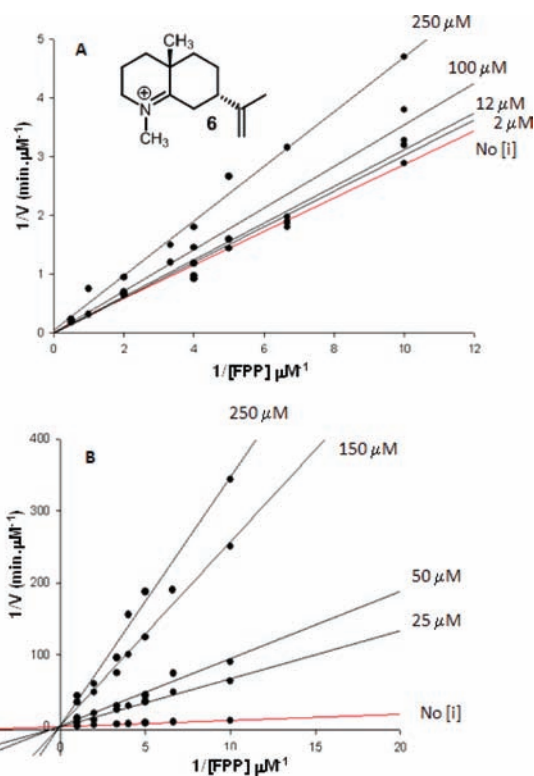 A
250 μM
CH₃
100 μM
12 μM
2 μM
No [i]
N
+
CH₃
6
5
4
3
2
1
0
1/V (min.μM⁻¹)
0 2 4 6 8 10 12
1/[FPP] μM⁻¹
B
250 μM
150 μM
50 μM
25 μM
No [i]
400
300
200
100
0
1/V (min.μM⁻¹)
0 5 10 15 20
1/[FPP] μM⁻¹